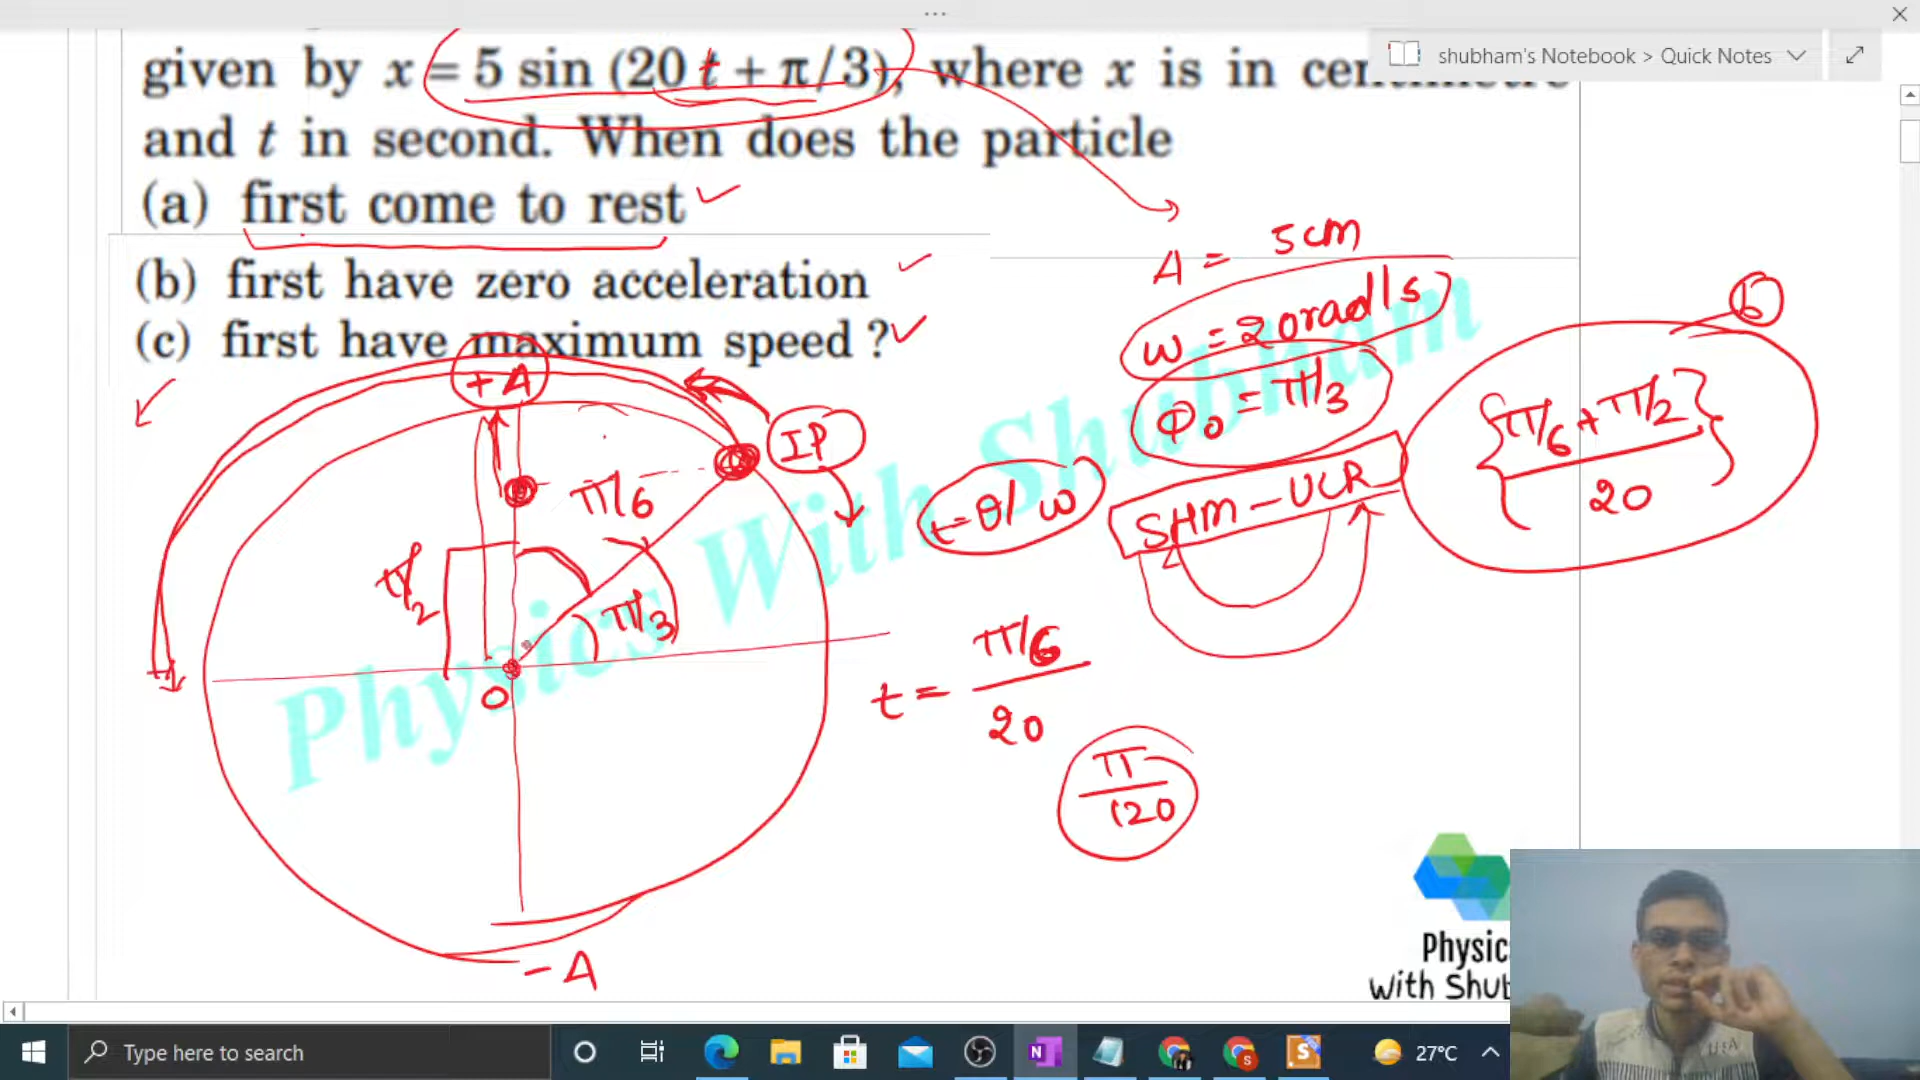 ...
shubham's Notebook > Quick Notes
given by x = 5 sin (20 t + π/3), where x is in centimetre
and t in second. When does the particle
(a) first come to rest
(b) first have zero acceleration
(c) first have maximum speed ?
A = 5cm
ω = 20rad/s
Φ₀ = π/3
b
{π/6 + π/2}
20
+A
IP
t=θ/ω
SHM - UCR
π/6
π/2
π/3
O
t = π/6
20
π
120
-A
Physics With Shubham
Physic
with Shub
Type here to search
27°C